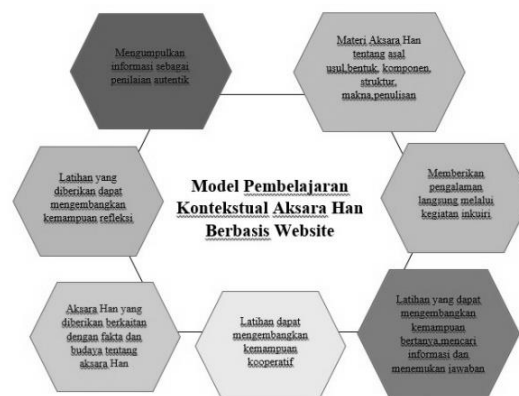 Mengumpulkan
informasi sebagai
penilaian autentik
Materi Aksara Han
tentang asal
usul,bentuk, komponen,
struktur,
makna,penulisan
Latihan yang
diberikan dapat
mengembangkan
kemampuan refleksi
Model Pembelajaran
Kontekstual Aksara Han
Berbasis Website
Memberikan
pengalaman
langsung melalui
kegiatan inkuiri
Aksara Han yang
diberikan berkaitan
dengan fakta dan
budaya tentang
aksara Han
Latihan dapat
mengembangkan
kemampuan
kooperatif
Latihan yang dapat
mengembangkan
kemampuan
bertanya,mencari
informasi dan
menemukan jawaban